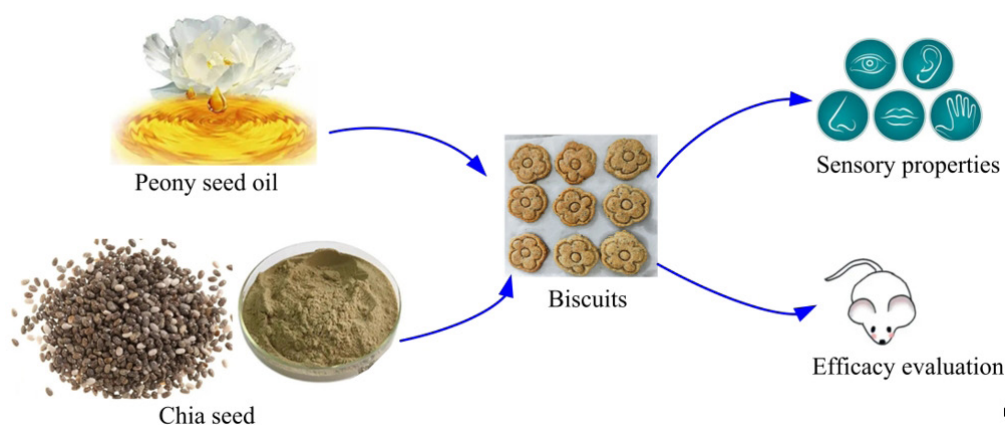 Peony seed oil
Chia seed
Biscuits
Sensory properties
Efficacy evaluation